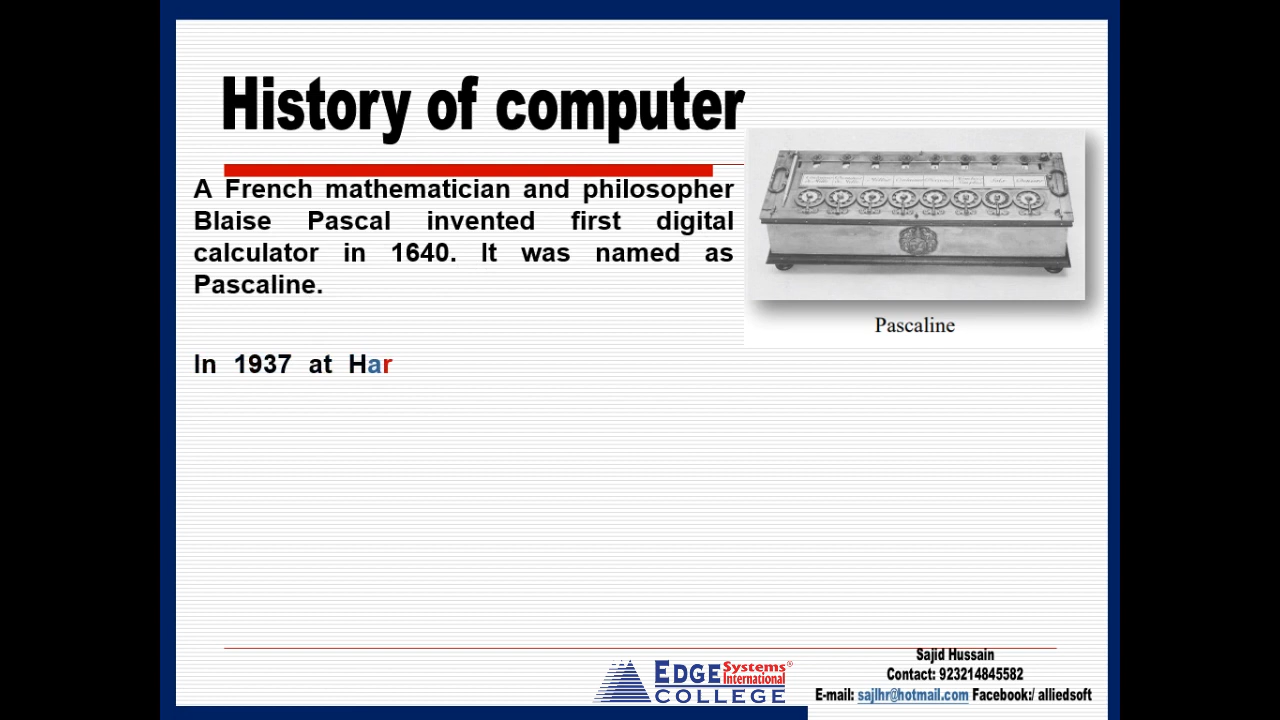 History of computer
A French mathematician and philosopher
Blaise Pascal invented first digital
calculator in 1640. It was named as
Pascaline.
Pascaline
In 1937 at Har
Sajid Hussain
Contact: 923214845582
E-mail: sajlhr@hotmail.com Facebook:/ alliedsoft
EDGE Systems International®
COLLEGE